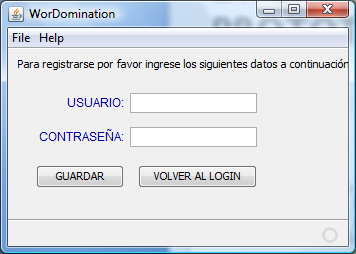 WorDomination
File Help
Para registrarse por favor ingrese los siguientes datos a continuación
USUARIO:
CONTRASEÑA:
GUARDAR VOLVER AL LOGIN